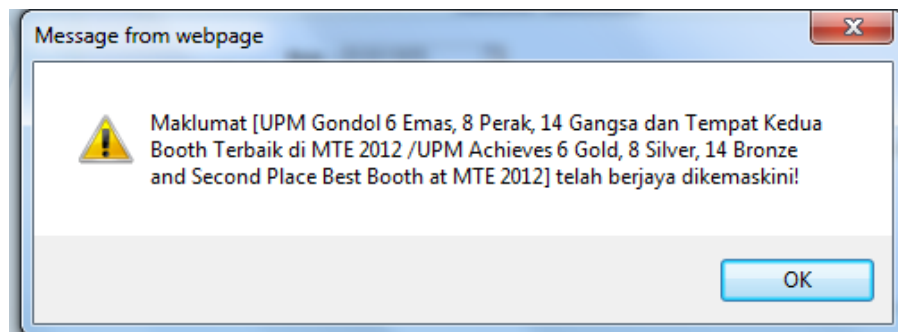 Message from webpage
Maklumat [UPM Gondol 6 Emas, 8 Perak, 14 Gangsa dan Tempat Kedua
Booth Terbaik di MTE 2012 /UPM Achieves 6 Gold, 8 Silver, 14 Bronze
and Second Place Best Booth at MTE 2012] telah berjaya dikemaskini!
OK